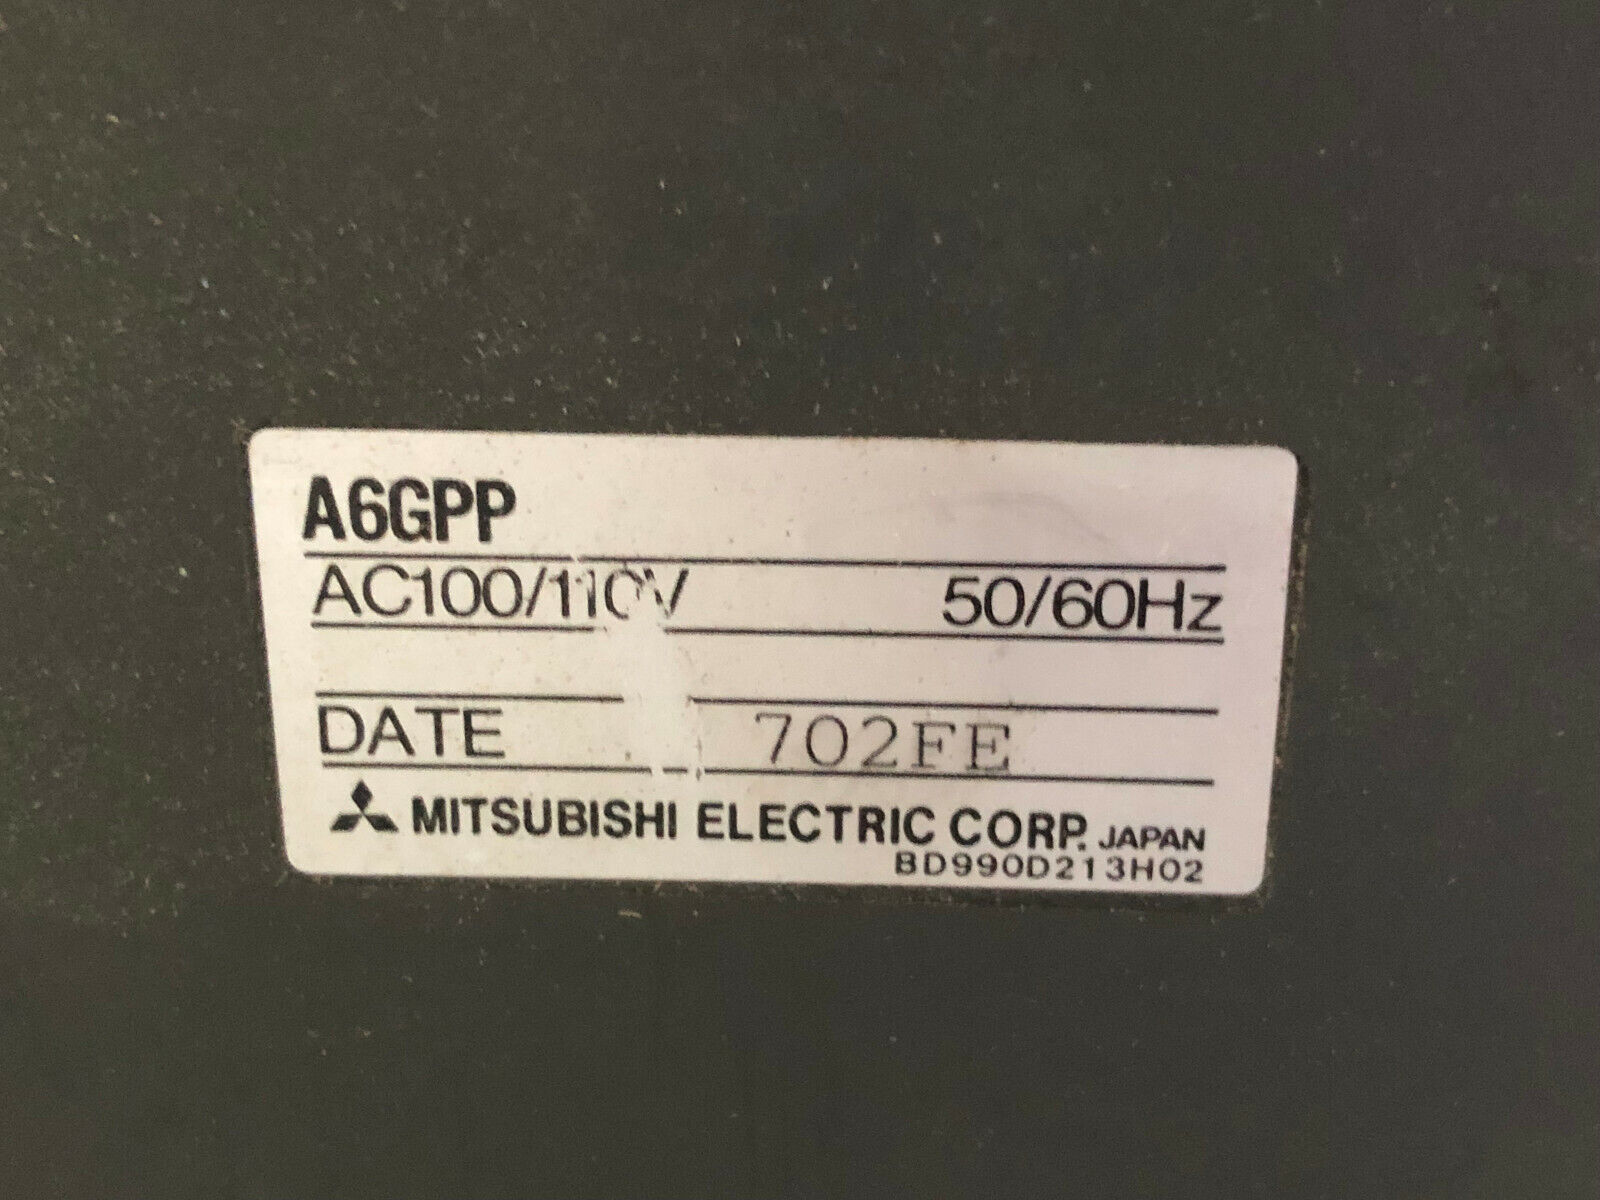 A6GPP
AC100/110V 50/60Hz
DATE 702FE
MITSUBISHI ELECTRIC CORP. JAPAN
BD990D213H02